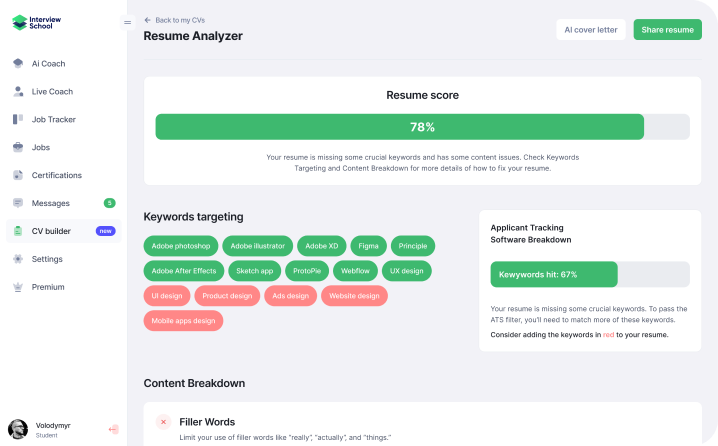 Interview
School
Ai Coach
Live Coach
Job Tracker
Jobs
Certifications
Messages
5
CV builder
new
Settings
Premium
Volodymyr
Student
Back to my CVs
Resume Analyzer
AI cover letter
Share resume
Resume score
78%
Your resume is missing some crucial keywords and has some content issues. Check Keywords
Targeting and Content Breakdown for more details of how to fix your resume.
Keywords targeting
Adobe photoshop
Adobe illustrator
Adobe XD
Figma
Principle
Adobe After Effects
Sketch app
ProtoPie
Webflow
UX design
UI design
Product design
Ads design
Website design
Mobile apps design
Applicant Tracking
Software Breakdown
Kewywords hit: 67%
Your resume is missing some crucial keywords. To pass the
ATS filter, you'll need to match more of these keywords.
Consider adding the keywords in red to your resume.
Content Breakdown
Filler Words
Limit your use of filler words like "really", "actually", and "things."